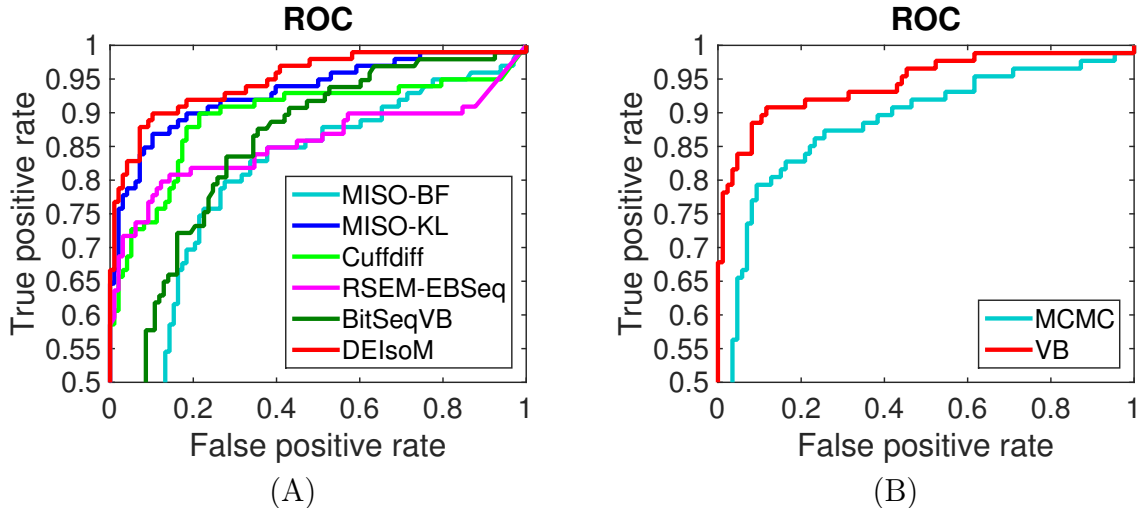 ROC
True positive rate
1
0.95
0.9
0.85
0.8
0.75
0.7
0.65
0.6
0.55
0.5
MISO-BF
MISO-KL
Cuffdiff
RSEM-EBSeq
BitSeqVB
DEIsoM
0
0.2
0.4
0.6
0.8
1
False positive rate
(A)
ROC
True positive rate
1
0.95
0.9
0.85
0.8
0.75
0.7
0.65
0.6
0.55
0.5
MCMC
VB
0
0.2
0.4
0.6
0.8
1
False positive rate
(B)